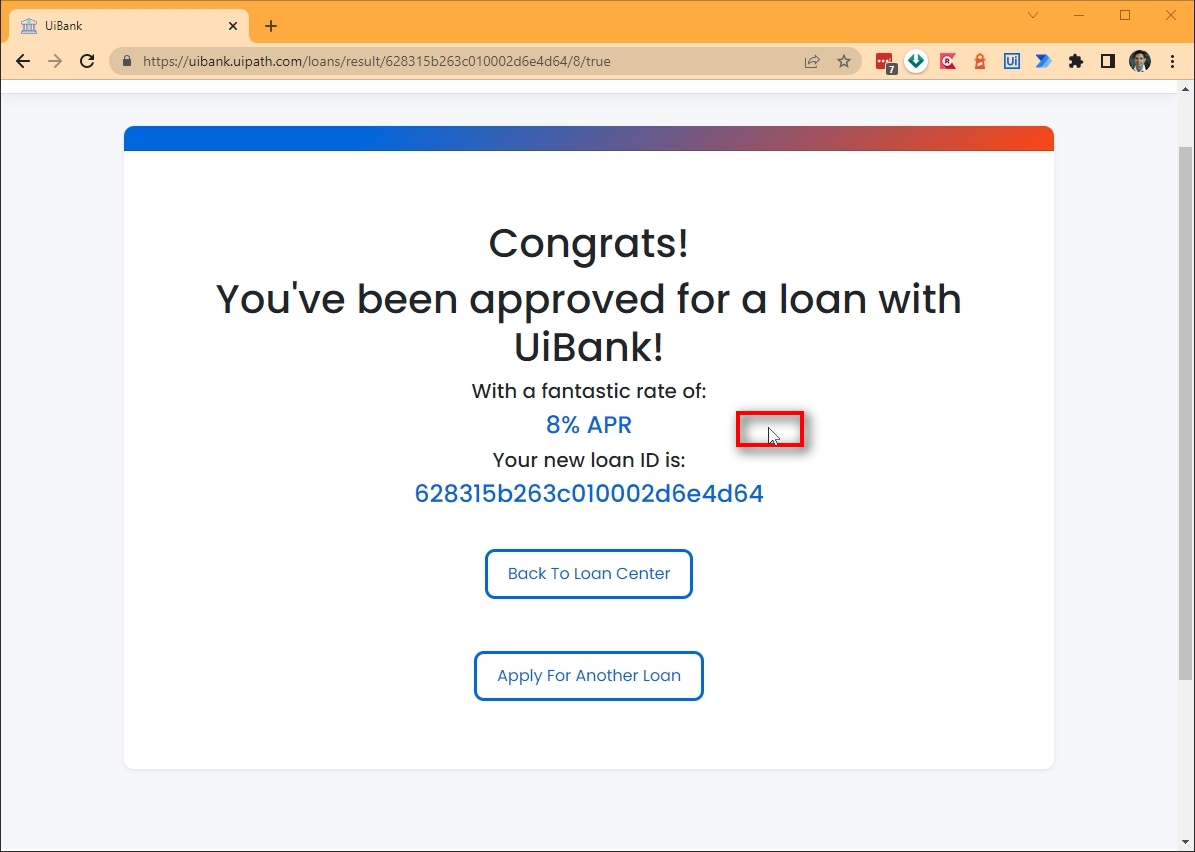 UiBank
https://uibank.uipath.com/loans/result/628315b263c010002d6e4d64/8/true
7
Ui
Congrats!
You've been approved for a loan with
UiBank!
With a fantastic rate of:
8% APR
Your new loan ID is:
628315b263c010002d6e4d64
Back To Loan Center
Apply For Another Loan